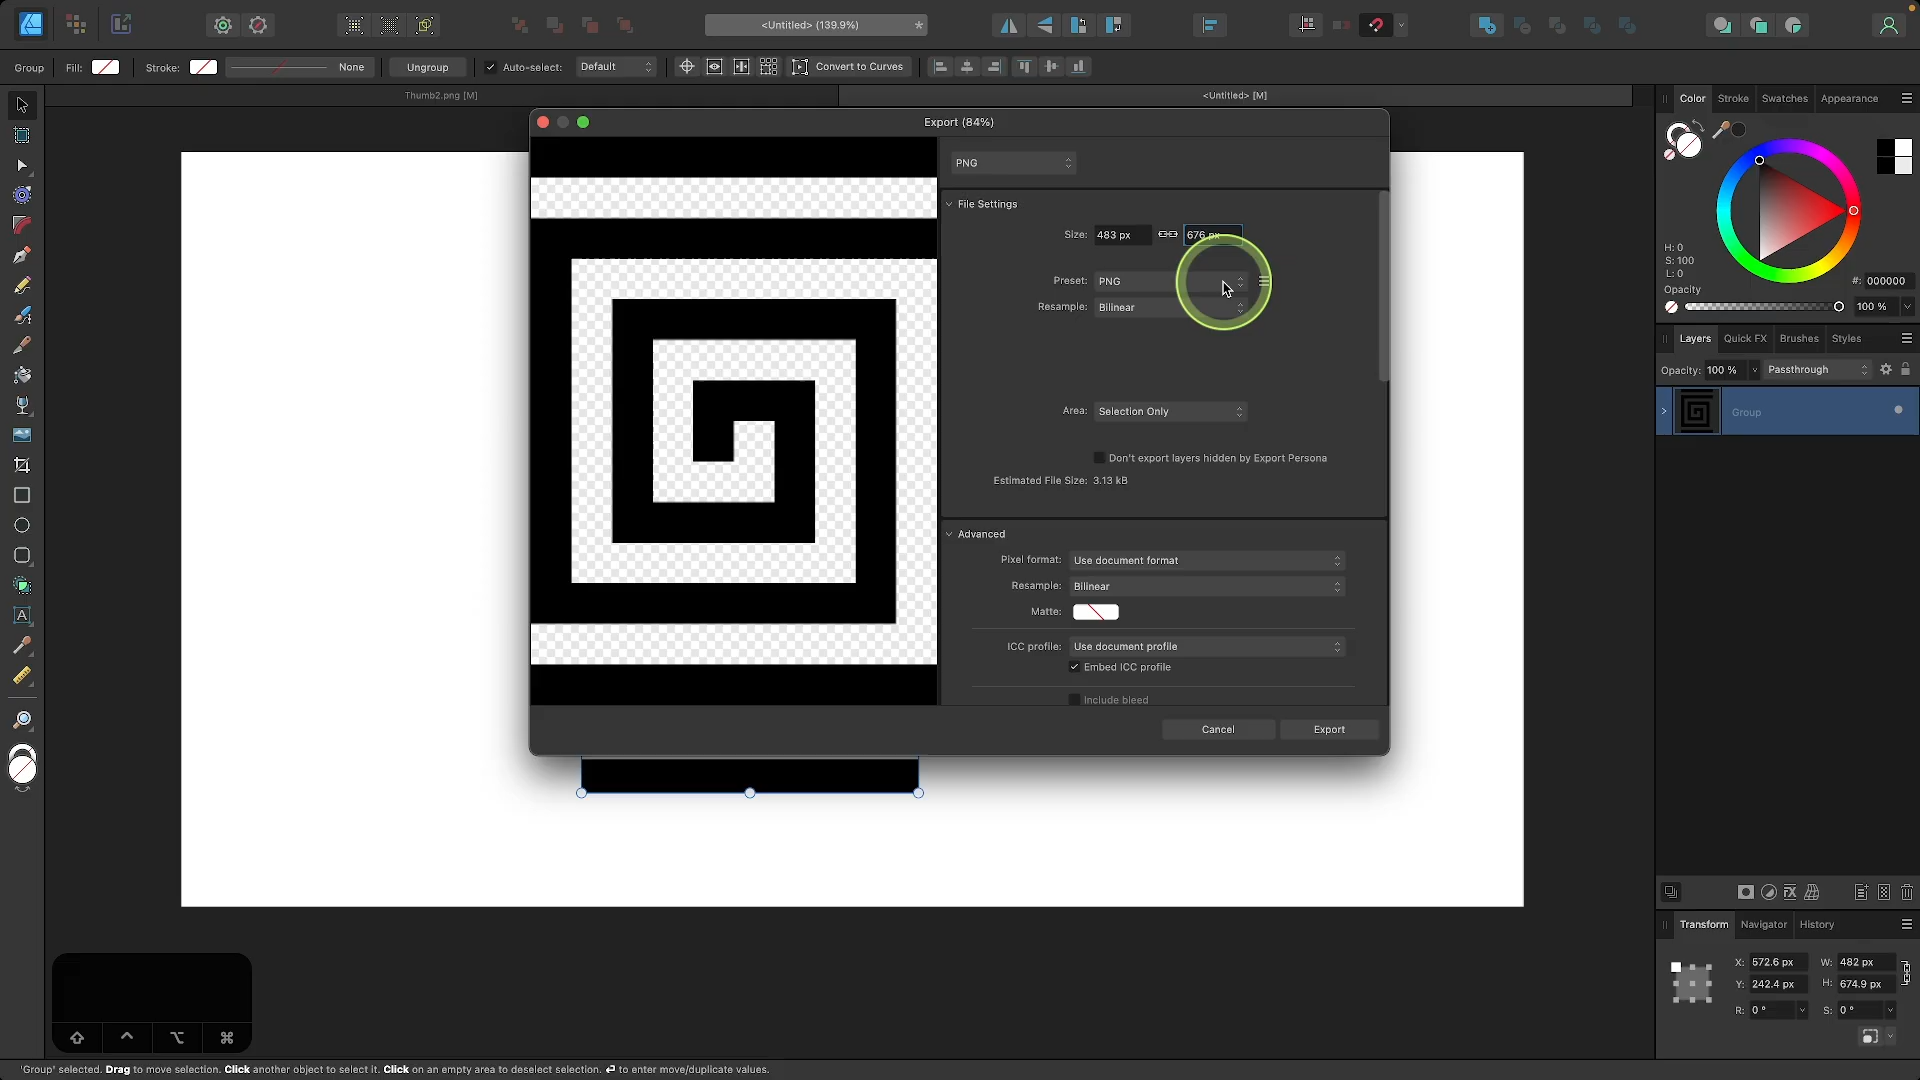 <Untitled> (139.9%)
*
Group
Fill:
Stroke:
None
Ungroup
Auto-select:
Default
Convert to Curves
Thumb2.png [M]
<Untitled> [M]
Color
Stroke
Swatches
Appearance
H: 0
S: 100
L: 0
#: 000000
Opacity
100 %
Export (84%)
PNG
File Settings
Size: 483 px
676 px
Preset: PNG
Resample: Bilinear
Area: Selection Only
Don't export layers hidden by Export Persona
Estimated File Size: 3.13 kB
Advanced
Pixel format: Use document format
Resample: Bilinear
Matte:
ICC profile: Use document profile
Embed ICC profile
Include bleed
Cancel
Export
Layers
Quick FX
Brushes
Styles
Opacity: 100 %
Passthrough
Group
Transform
Navigator
History
X: 572.6 px
W: 482 px
Y: 242.4 px
H: 674.9 px
R: 0 °
S: 0 °
'Group' selected. Drag to move selection. Click another object to select it. Click on an empty area to deselect selection. ⏎ to enter move/duplicate values.